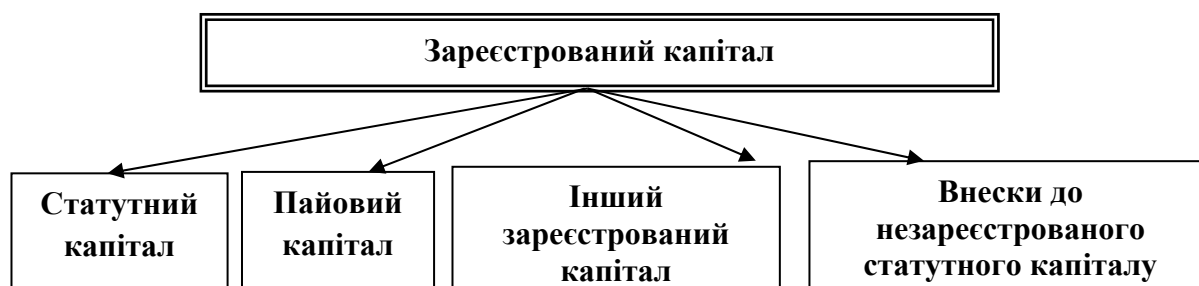 Зареєстрований капітал
Статутний
капітал
Пайовий
капітал
Інший
зареєстрований
капітал
Внески до
незареєстрованого
статутного капіталу